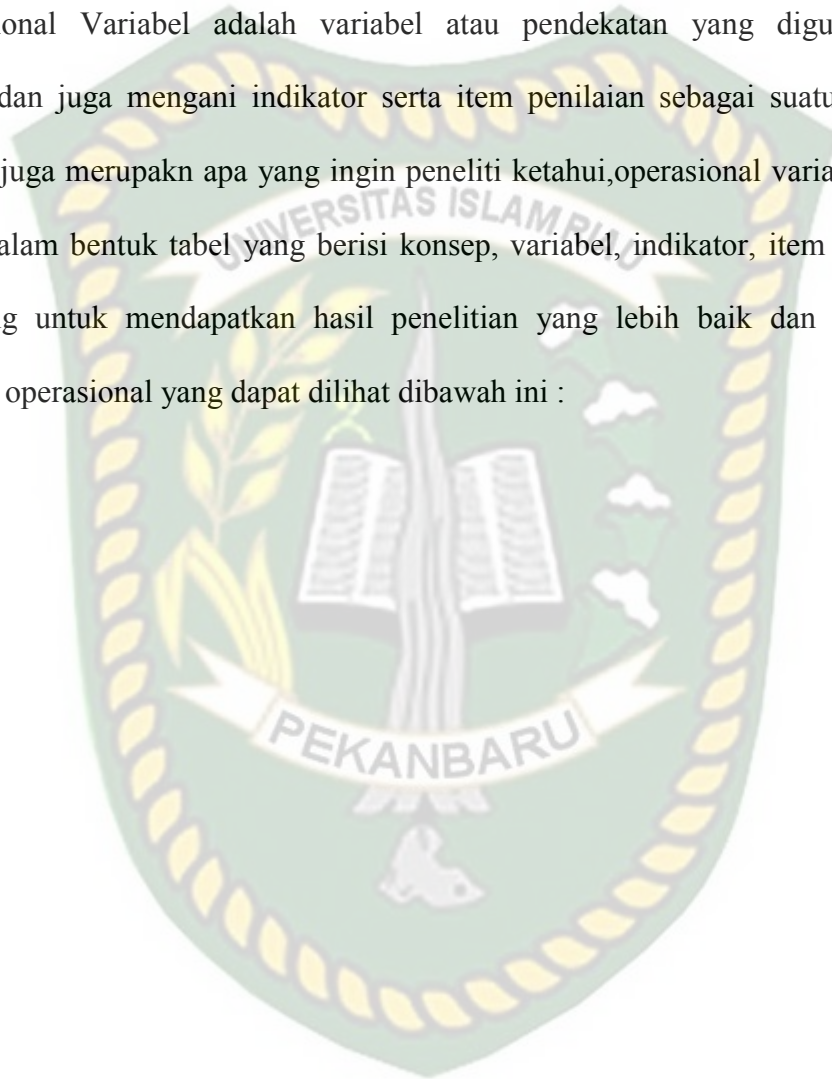 ional Variabel adalah variabel atau pendekatan yang digu
dan juga mengani indikator serta item penilaian sebagai suatu
juga merupakn apa yang ingin peneliti ketahui,operasional varia
alam bentuk tabel yang berisi konsep, variabel, indikator, item
g untuk mendapatkan hasil penelitian yang lebih baik dan
operasional yang dapat dilihat dibawah ini :
UNIVERSITAS ISLAM RIAU
PEKANBARU